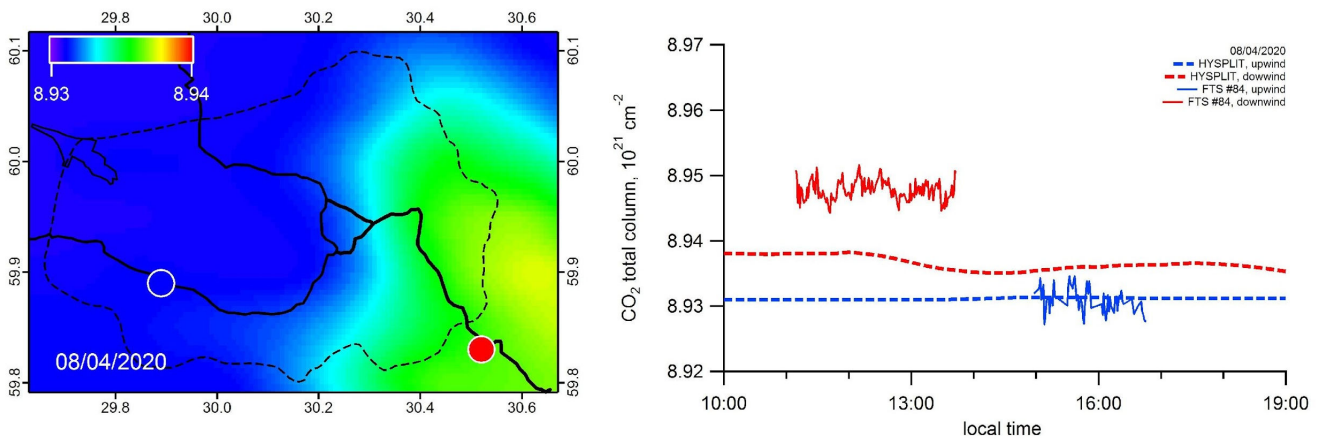 29.8 30.0 30.2 30.4 30.6
60.1 60.1
8.93 8.94
60.0 60.0
59.9 59.9
59.8 59.8
08/04/2020
29.8 30.0 30.2 30.4 30.6
8.97
08/04/2020
HYSPLIT, upwind
HYSPLIT, dowwind
FTS #84, upwind
FTS #84, downwind
8.96
8.95
8.94
8.93
8.92
CO2 total column, 10^21 cm^-2
10:00 13:00 16:00 19:00
local time